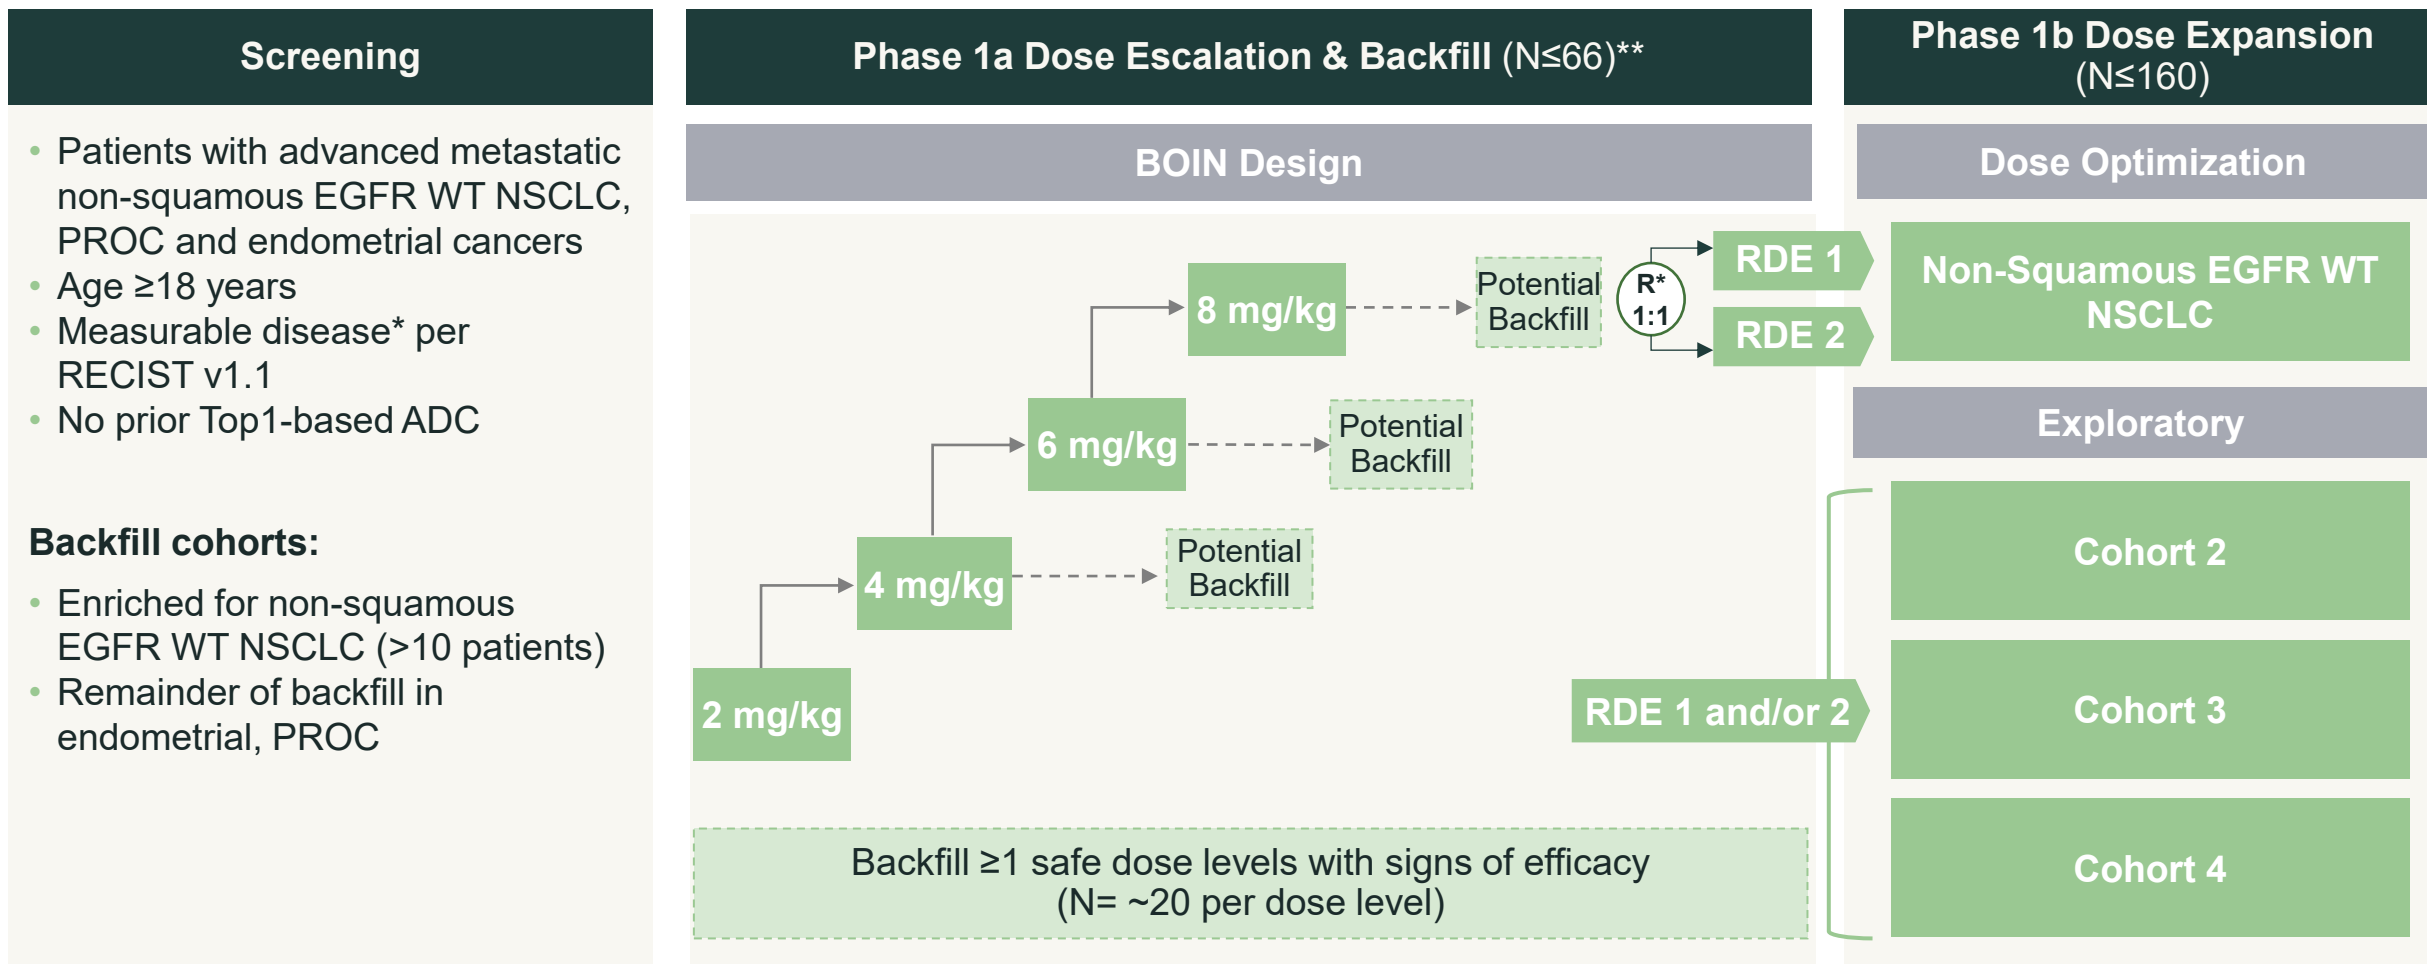 Screening
• Patients with advanced metastatic
non-squamous EGFR WT NSCLC,
PROC and endometrial cancers
• Age ≥18 years
• Measurable disease* per
RECIST v1.1
• No prior Top1-based ADC
Backfill cohorts:
• Enriched for non-squamous
EGFR WT NSCLC (>10 patients)
• Remainder of backfill in
endometrial, PROC
Phase 1a Dose Escalation & Backfill (N≤66)**
BOIN Design
8 mg/kg
Potential
Backfill
R*
1:1
RDE 1
RDE 2
6 mg/kg
Potential
Backfill
4 mg/kg
Potential
Backfill
2 mg/kg
RDE 1 and/or 2
Backfill ≥1 safe dose levels with signs of efficacy
(N= ~20 per dose level)
Phase 1b Dose Expansion
(N≤160)
Dose Optimization
Non-Squamous EGFR WT
NSCLC
Exploratory
Cohort 2
Cohort 3
Cohort 4